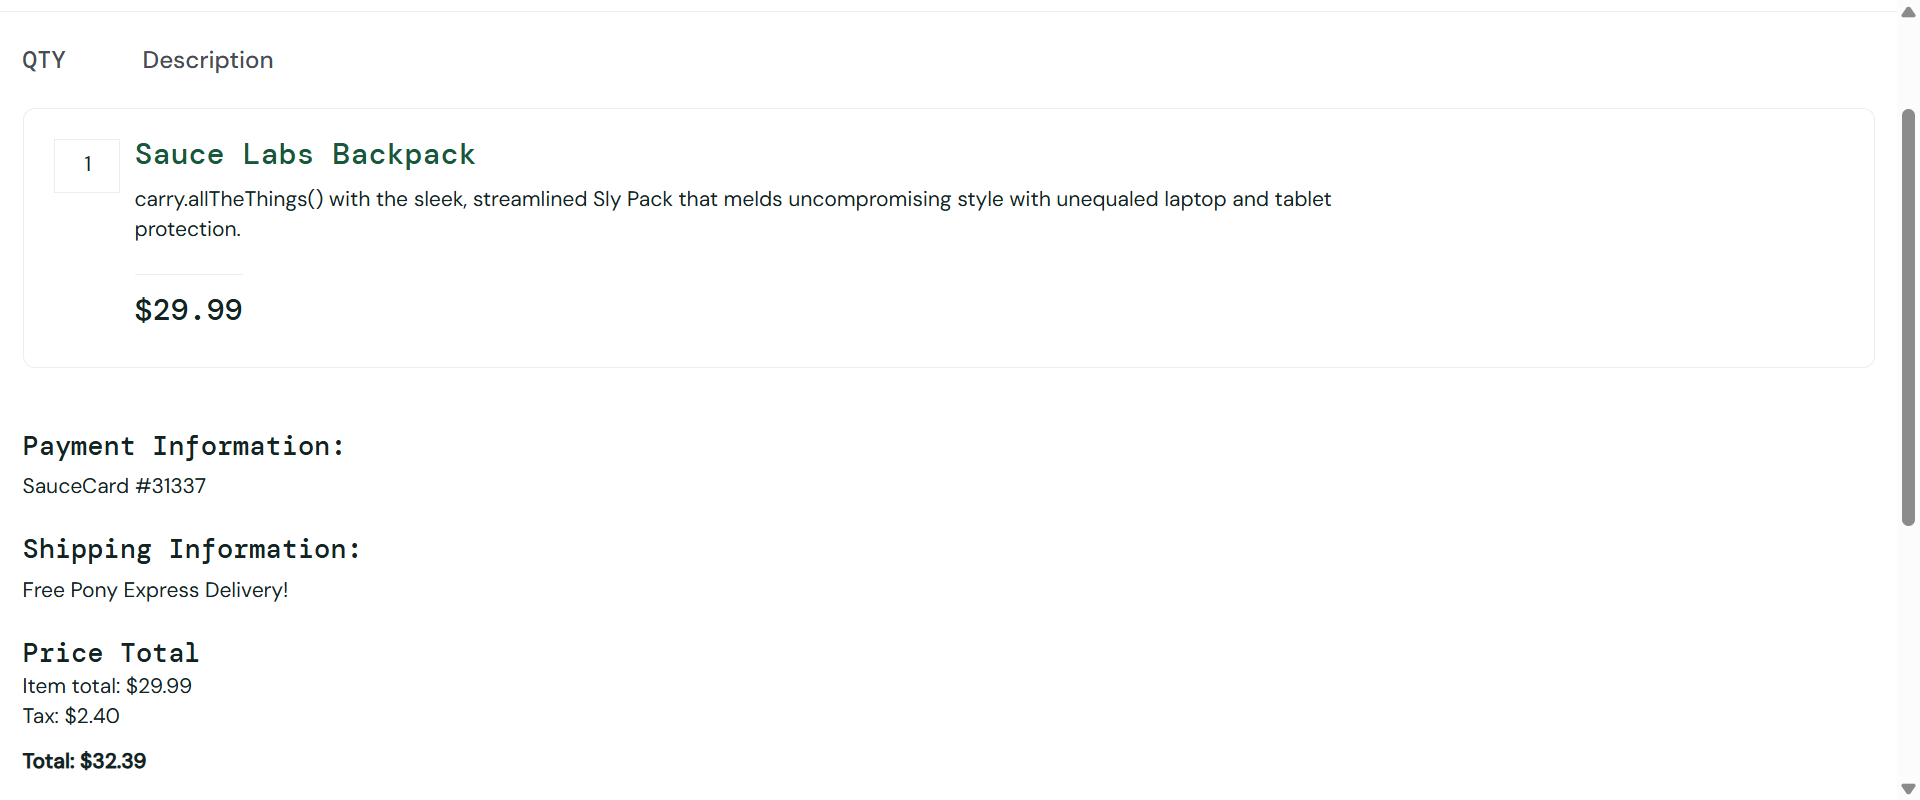 QTY Description
1 Sauce Labs Backpack
carry.allTheThings() with the sleek, streamlined Sly Pack that melds uncompromising style with unequaled laptop and tablet
protection.
$29.99
Payment Information:
SauceCard #31337
Shipping Information:
Free Pony Express Delivery!
Price Total
Item total: $29.99
Tax: $2.40
Total: $32.39